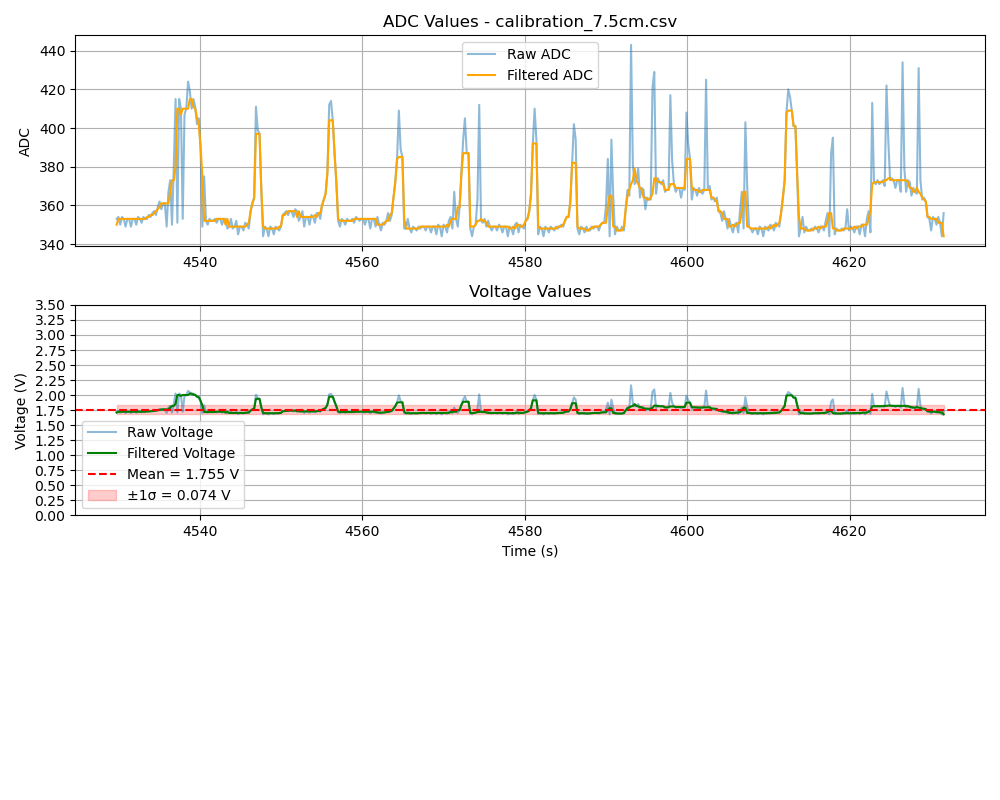 ADC Values - calibration_7.5cm.csv
ADC
440
420
400
380
360
340
Raw ADC
Filtered ADC
4540 4560 4580 4600 4620
Voltage Values
Voltage (V)
3.50
3.25
3.00
2.75
2.50
2.25
2.00
1.75
1.50
1.25
1.00
0.75
0.50
0.25
0.00
Raw Voltage
Filtered Voltage
Mean = 1.755 V
±1σ = 0.074 V
4540 4560 4580 4600 4620
Time (s)